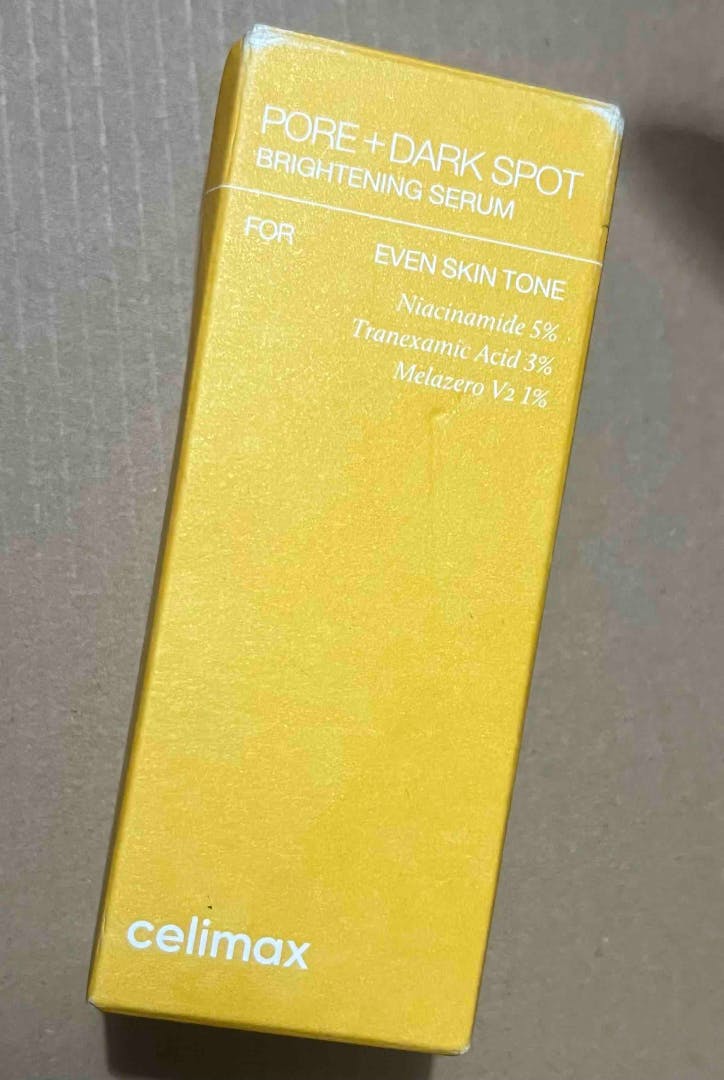 PORE + DARK SPOT
BRIGHTENING SERUM
FOR
EVEN SKIN TONE
Niacinamide 5%
Tranexamic Acid 3%
Melazero V2 1%
celimax